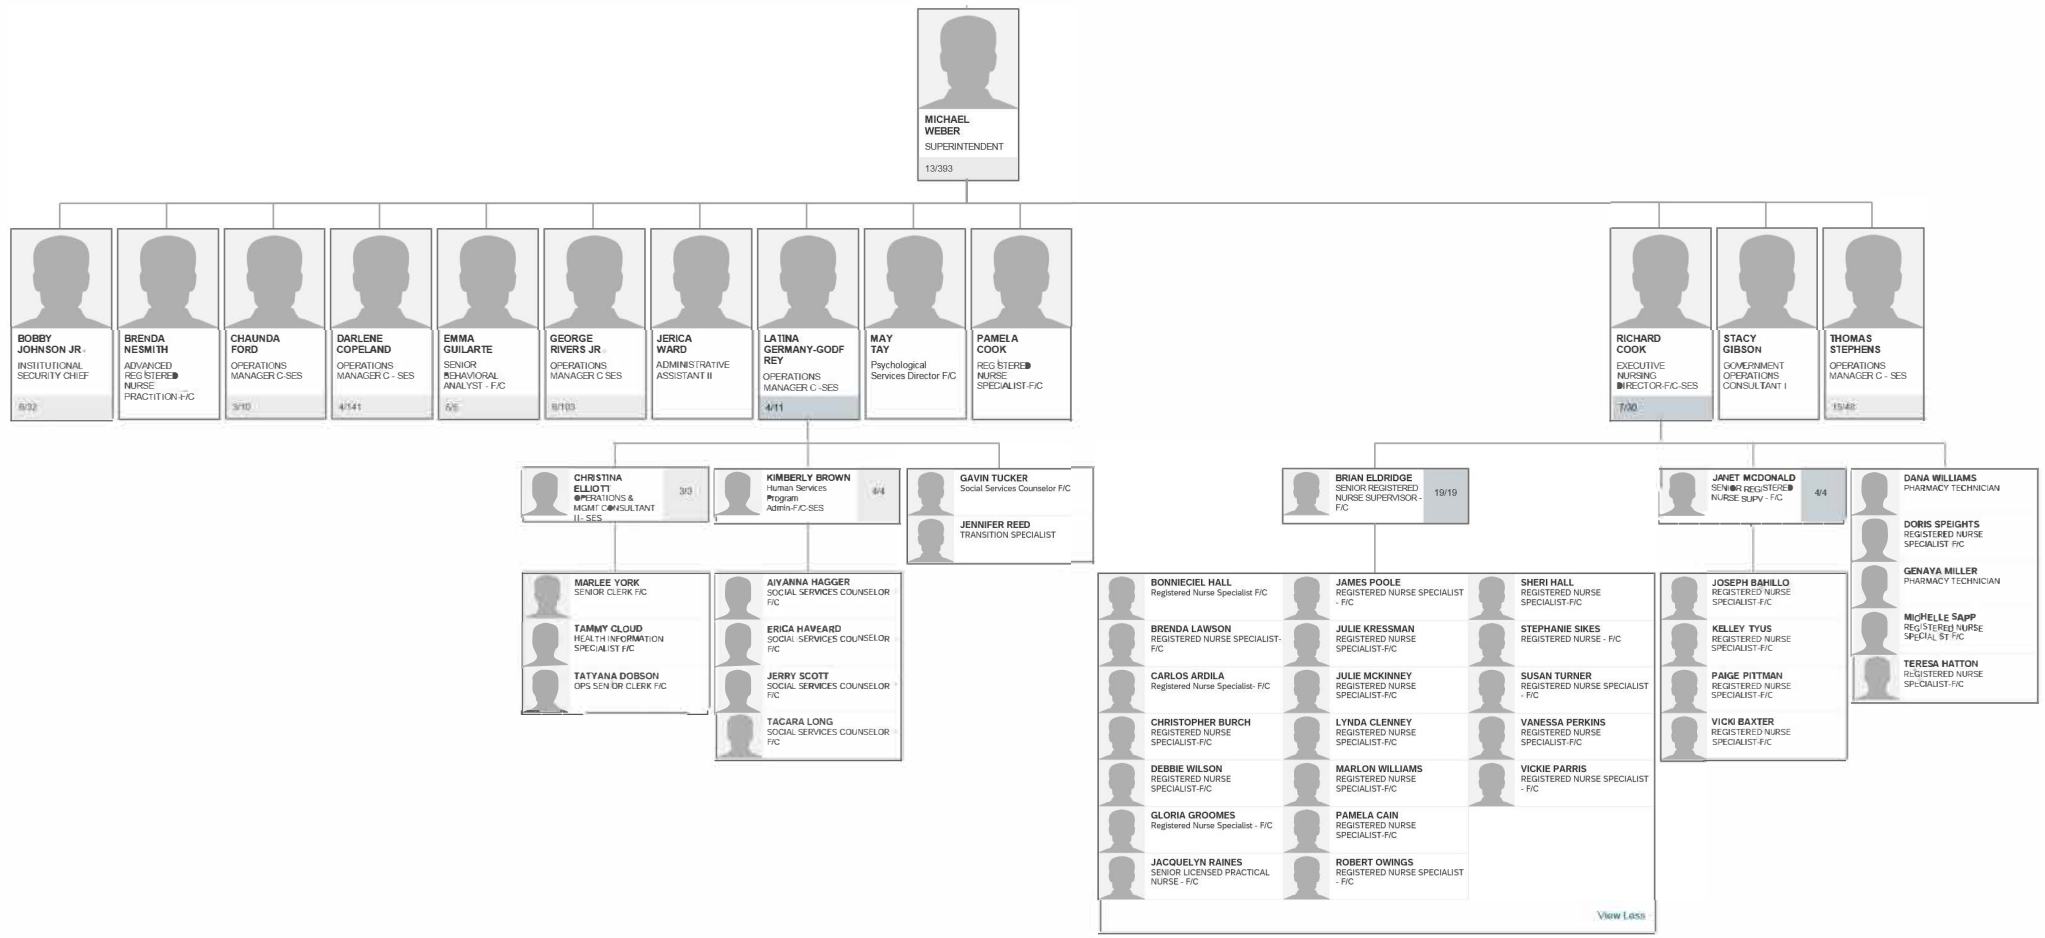 MICHAEL
WEBER
SUPERINTENDENT
13/393
BOBBY
JOHNSON JR
INSTITUTIONAL
SECURITY CHIEF
6/32
BRENDA
NESMITH
ADVANCED
REGISTERED
NURSE
PRACTITION-F/C
CHAUNDA
FORD
OPERATIONS
MANAGER C-SES
3/10
DARLENE
COPELAND
OPERATIONS
MANAGER C - SES
4/141
EMMA
GUILARTE
SENIOR
BEHAVIORAL
ANALYST - F/C
GEORGE
RIVERS JR
OPERATIONS
MANAGER C SES
JERICA
WARD
ADMINISTRATIVE
ASSISTANT II
LATINA
GERMANY-GODF
REY
OPERATIONS
MANAGER C -SES
4/11
MAY
TAY
Psychological
Services Director F/C
PAMELA
COOK
REGISTERED
NURSE
SPECIALIST-F/C
RICHARD
COOK
EXECUTIVE
NURSING
DIRECTOR-F/C-SES
7/30
STACY
GIBSON
GOVERNMENT
OPERATIONS
CONSULTANT I
THOMAS
STEPHENS
OPERATIONS
MANAGER C - SES
15/48
CHRISTINA
ELLIOTT
OPERATIONS &
MGMT CONSULTANT
II - SES
3/3
KIMBERLY BROWN
Human Services
Program
Admin-F/C-SES
4/4
GAVIN TUCKER
Social Services Counselor F/C
JENNIFER REED
TRANSITION SPECIALIST
BRIAN ELDRIDGE
SENIOR REGISTERED
NURSE SUPERVISOR -
F/C
19/19
JANET MCDONALD
SENIOR REGISTERED
NURSE SUPV - F/C
4/4
DANA WILLIAMS
PHARMACY TECHNICIAN
DORIS SPEIGHTS
REGISTERED NURSE
SPECIALIST F/C
GENAYA MILLER
PHARMACY TECHNICIAN
MICHELLE SAPP
REGISTERED NURSE
SPECIALIST F/C
TERESA HATTON
REGISTERED NURSE
SPECIALIST-F/C
MARLEE YORK
SENIOR CLERK F/C
TAMMY CLOUD
HEALTH INFORMATION
SPECIALIST F/C
TATYANA DOBSON
OPS SENIOR CLERK F/C
AIYANNA HAGGER
SOCIAL SERVICES COUNSELOR
F/C
ERICA HAVEARD
SOCIAL SERVICES COUNSELOR
F/C
JERRY SCOTT
SOCIAL SERVICES COUNSELOR
F/C
TACARA LONG
SOCIAL SERVICES COUNSELOR
F/C
BONNIECIEL HALL
Registered Nurse Specialist F/C
BRENDA LAWSON
REGISTERED NURSE SPECIALIST-
F/C
CARLOS ARDILA
Registered Nurse Specialist- F/C
CHRISTOPHER BURCH
REGISTERED NURSE
SPECIALIST-F/C
DEBBIE WILSON
REGISTERED NURSE
SPECIALIST-F/C
GLORIA GROOMES
Registered Nurse Specialist - F/C
JACQUELYN RAINES
SENIOR LICENSED PRACTICAL
NURSE - F/C
JAMES POOLE
REGISTERED NURSE SPECIALIST
- F/C
JULIE KRESSMAN
REGISTERED NURSE
SPECIALIST-F/C
JULIE MCKINNEY
REGISTERED NURSE
SPECIALIST-F/C
LYNDA CLENNEY
REGISTERED NURSE
SPECIALIST-F/C
MARLON WILLIAMS
REGISTERED NURSE
SPECIALIST-F/C
PAMELA CAIN
REGISTERED NURSE
SPECIALIST-F/C
ROBERT OWINGS
REGISTERED NURSE SPECIALIST
- F/C
SHERI HALL
REGISTERED NURSE
SPECIALIST-F/C
STEPHANIE SIKES
REGISTERED NURSE - F/C
SUSAN TURNER
REGISTERED NURSE SPECIALIST
- F/C
VANESSA PERKINS
REGISTERED NURSE
SPECIALIST-F/C
VICKIE PARRIS
REGISTERED NURSE SPECIALIST
- F/C
JOSEPH BAHILLO
REGISTERED NURSE
SPECIALIST-F/C
KELLEY TYUS
REGISTERED NURSE
SPECIALIST-F/C
PAIGE PITTMAN
REGISTERED NURSE
SPECIALIST-F/C
VICKI BAXTER
REGISTERED NURSE
SPECIALIST-F/C
View Less